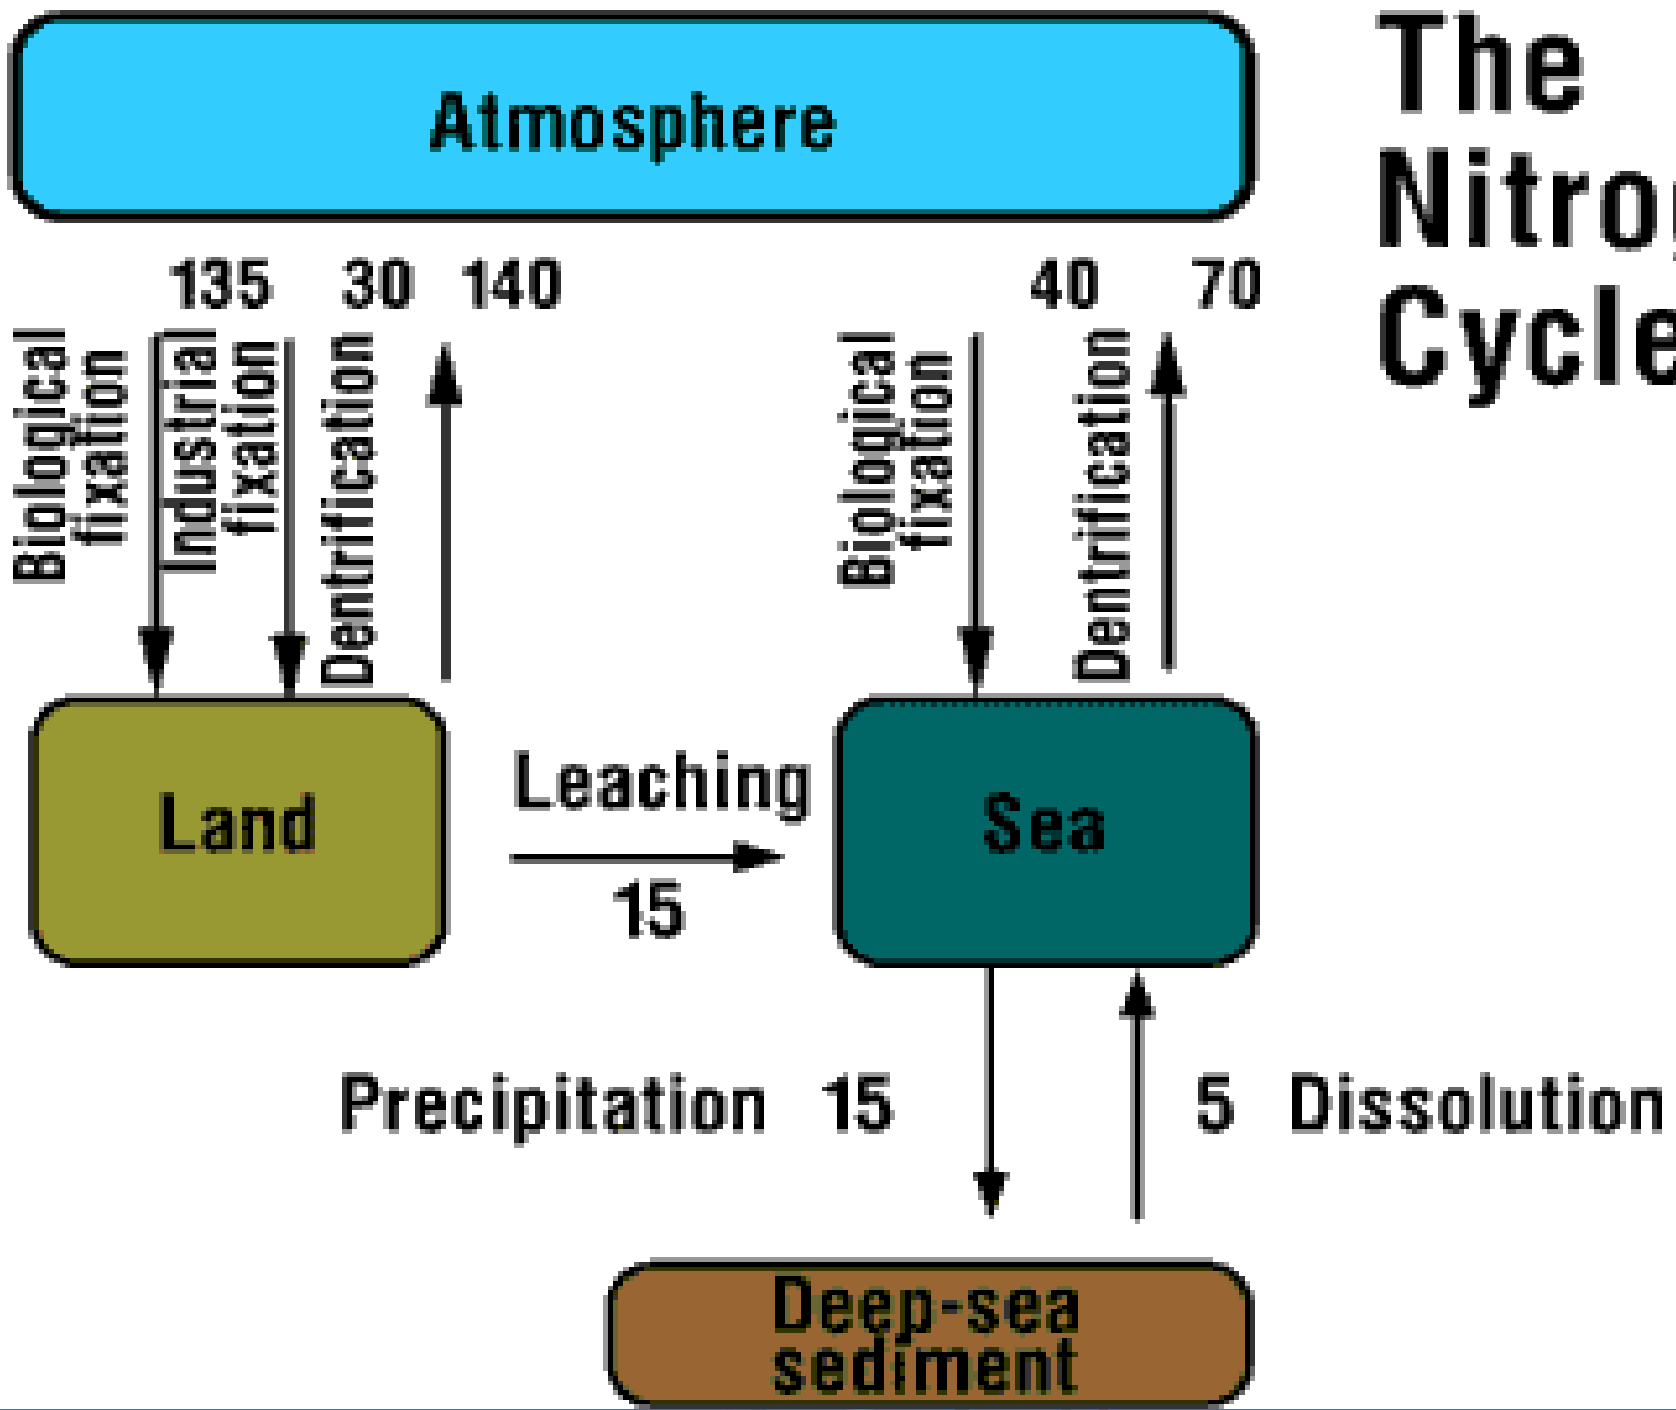 Atmosphere
The
Nitrog
Cycle
135 30 140
40 70
Biological
fixation
Industrial
fixation
Dentrification
Biological
fixation
Dentrification
Land
Leaching
15
Sea
Precipitation 15
5 Dissolution
Deep-sea
sediment